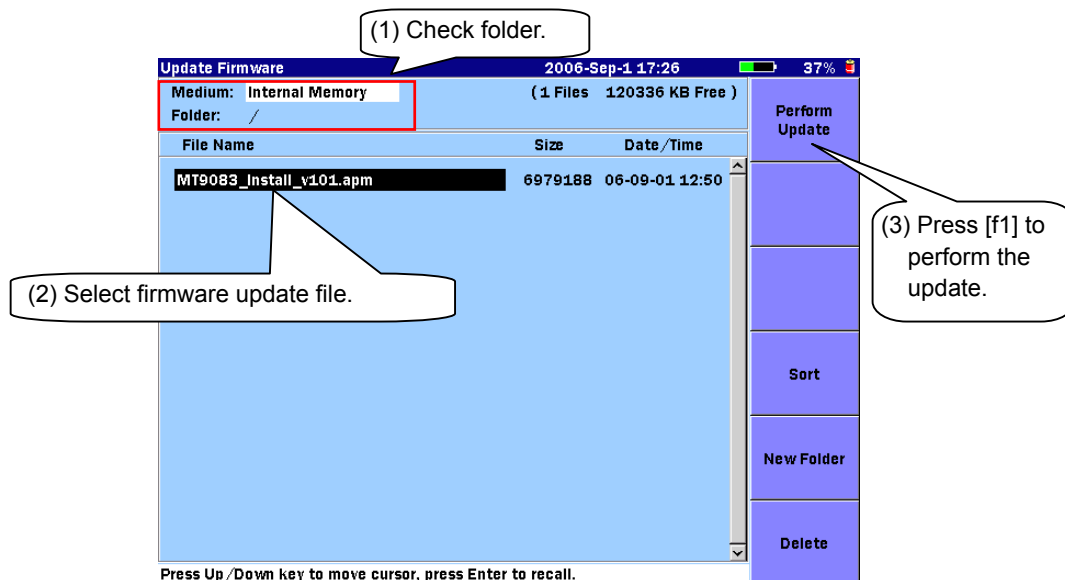 (1) Check folder.
Update Firmware 2006-Sep-1 17:26 37%
Medium: Internal Memory (1 Files 120336 KB Free )
Folder: /
Perform
Update
File Name Size Date/Time
MT9083_Install_v101.apm 6979188 06-09-01 12:50
(3) Press [f1] to
perform the
update.
(2) Select firmware update file.
Sort
New Folder
Delete
Press Up/Down key to move cursor, press Enter to recall.